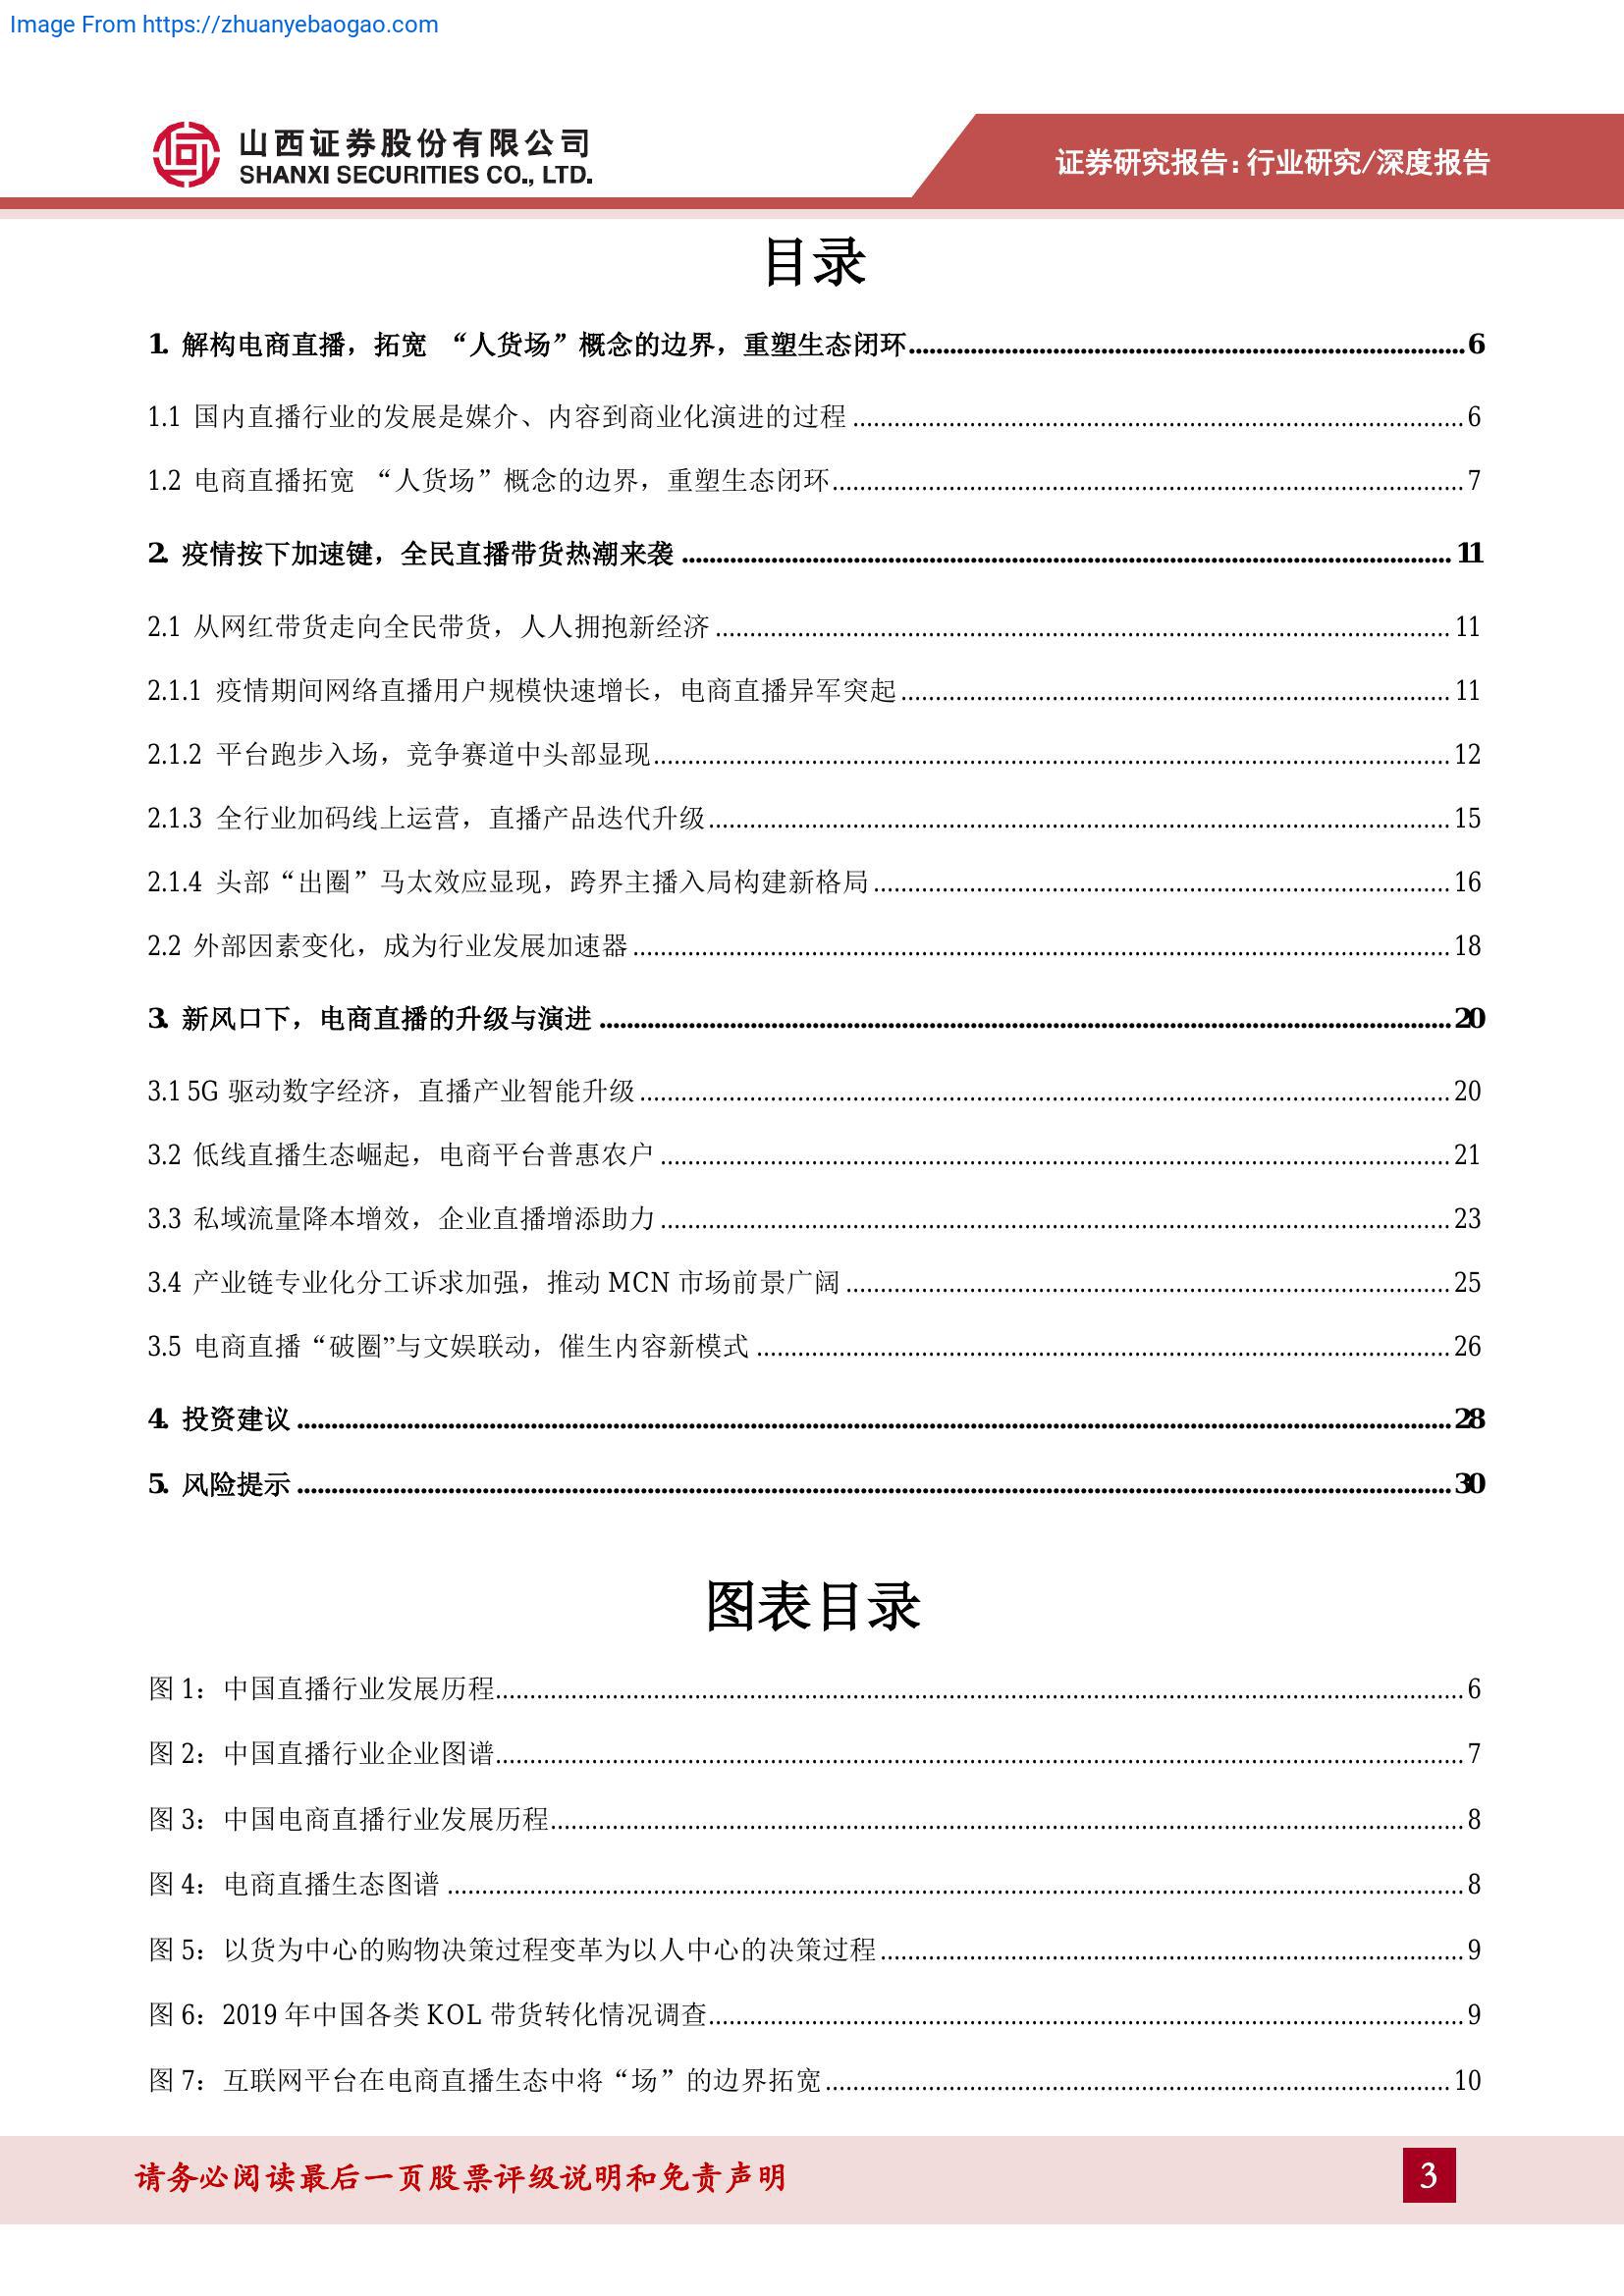 Image From https://zhuanyebaogao.com
山西证券股份有限公司
SHANXI SECURITIES CO., LTD.
证券研究报告:行业研究/深度报告
目录
1. 解构电商直播，拓宽 “人货场”概念的边界，重塑生态闭环 6
1.1 国内直播行业的发展是媒介、内容到商业化演进的过程 6
1.2 电商直播拓宽 “人货场”概念的边界，重塑生态闭环 7
2. 疫情按下加速键，全民直播带货热潮来袭 11
2.1 从网红带货走向全民带货，人人拥抱新经济 11
2.1.1 疫情期间网络直播用户规模快速增长，电商直播异军突起 11
2.1.2 平台跑步入场，竞争赛道中头部显现 12
2.1.3 全行业加码线上运营，直播产品迭代升级 15
2.1.4 头部“出圈”马太效应显现，跨界主播入局构建新格局 16
2.2 外部因素变化，成为行业发展加速器 18
3. 新风口下，电商直播的升级与演进 20
3.1 5G 驱动数字经济，直播产业智能升级 20
3.2 低线直播生态崛起，电商平台普惠农户 21
3.3 私域流量降本增效，企业直播增添助力 23
3.4 产业链专业化分工诉求加强，推动 MCN 市场前景广阔 25
3.5 电商直播“破圈”与文娱联动，催生内容新模式 26
4. 投资建议 28
5. 风险提示 30
图表目录
图 1：中国直播行业发展历程 6
图 2：中国直播行业企业图谱 7
图 3：中国电商直播行业发展历程 8
图 4：电商直播生态图谱 8
图 5：以货为中心的购物决策过程变革为以人中心的决策过程 9
图 6：2019 年中国各类 KOL 带货转化情况调查 9
图 7：互联网平台在电商直播生态中将“场”的边界拓宽 10
请务必阅读最后一页股票评级说明和免责声明
3